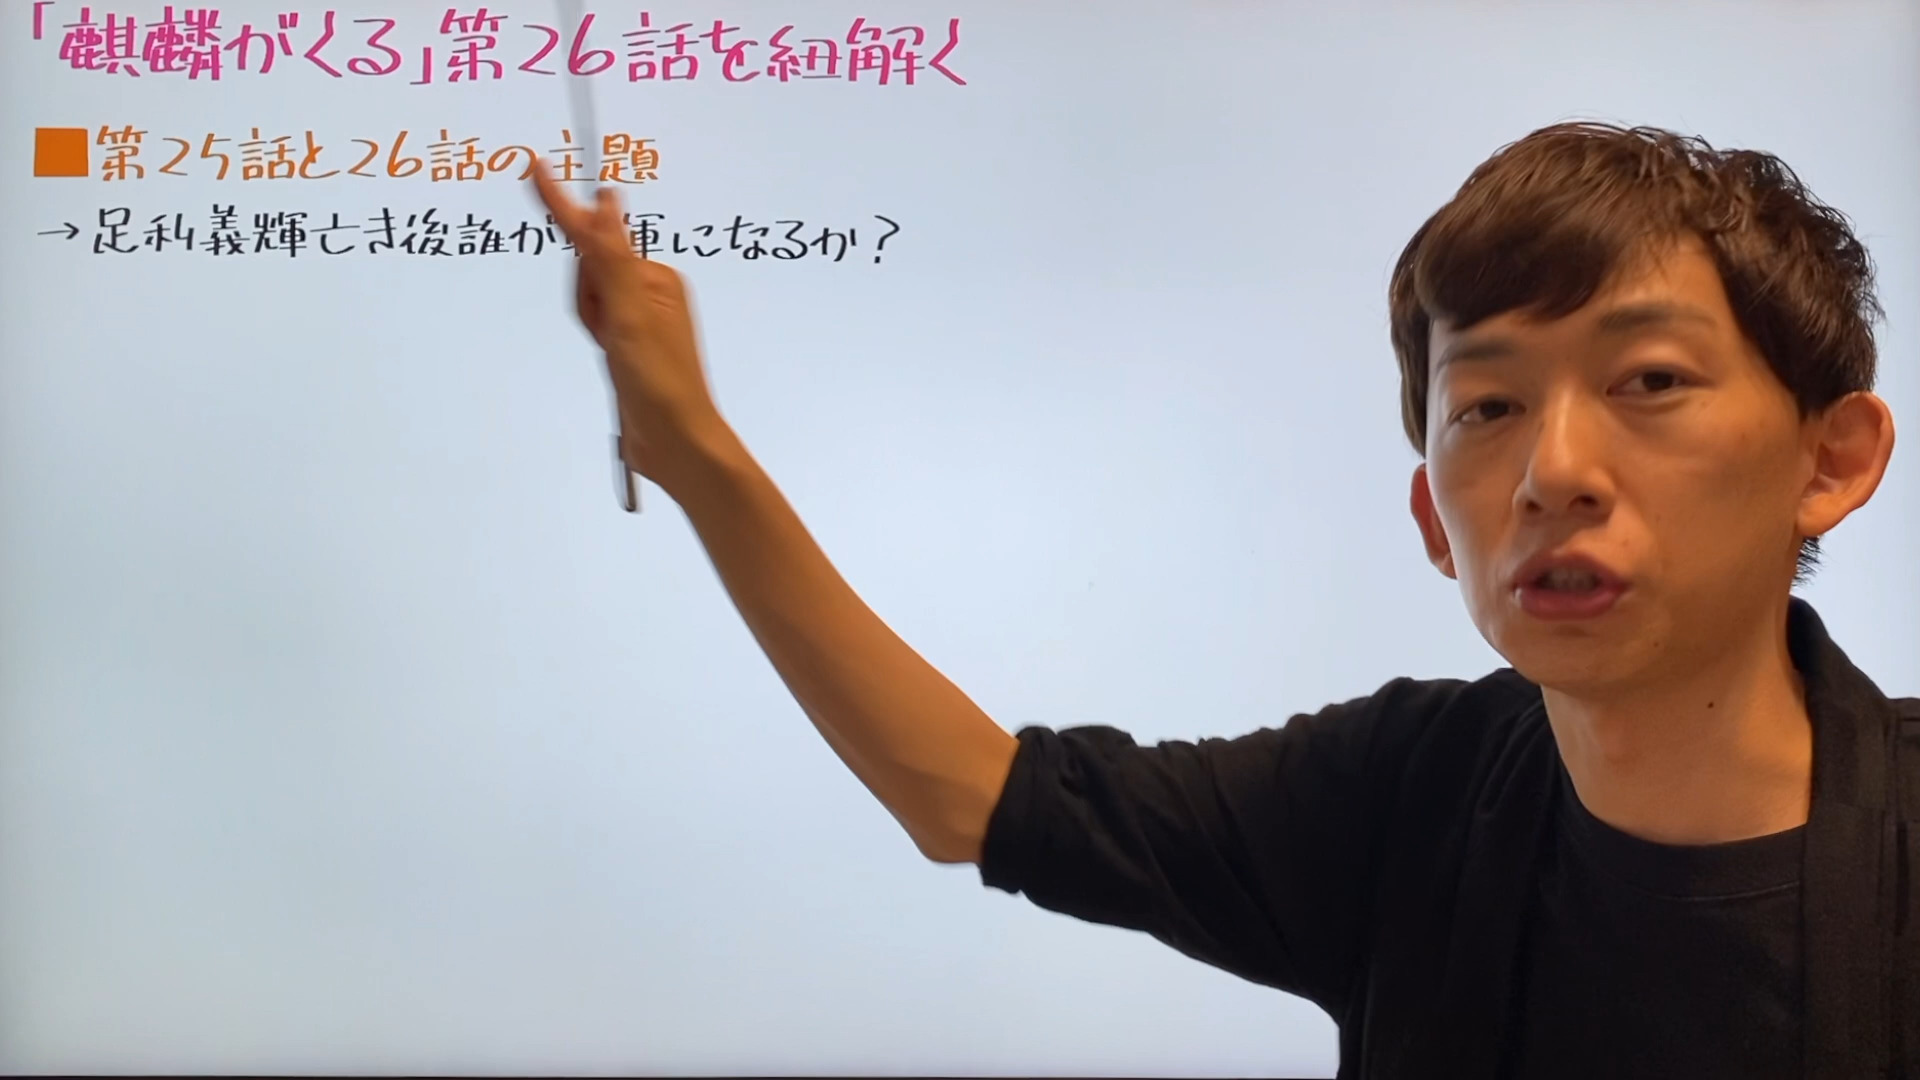 「麒麟がくる」第26話を紐解く
■第25話と26話の主題
→足利義輝亡き後誰が軍になるか？